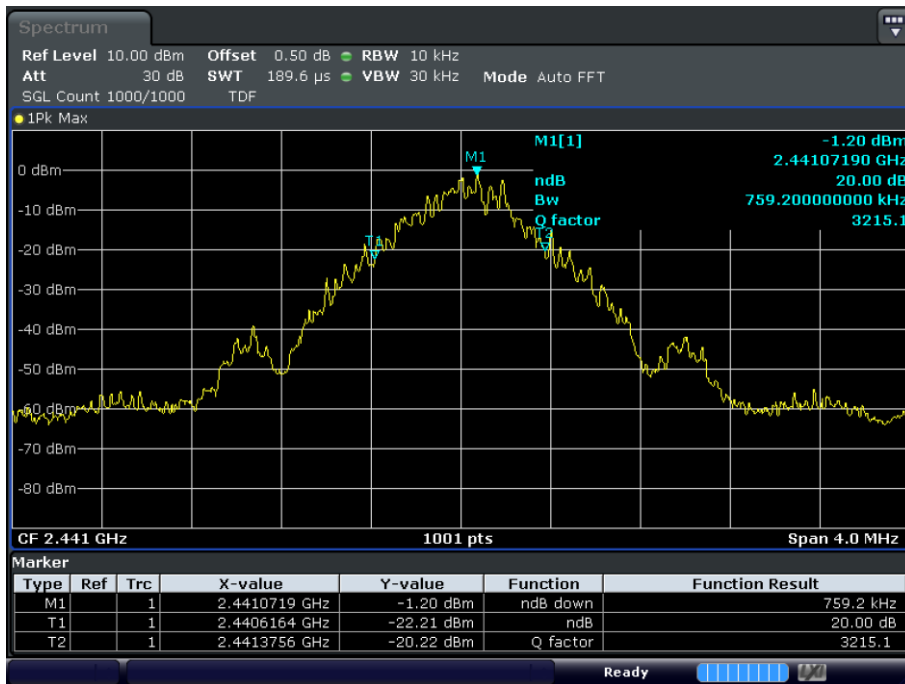 Spectrum
Ref Level 10.00 dBm Offset 0.50 dB RBW 10 kHz
Att 30 dB SWT 189.6 µs VBW 30 kHz Mode Auto FFT
SGL Count 1000/1000 TDF
1Pk Max
M1[1] -1.20 dBm
2.44107190 GHz
ndB 20.00 dB
Bw 759.200000000 kHz
Q factor 3215.1
M1
T1
T2
0 dBm
-10 dBm
-20 dBm
-30 dBm
-40 dBm
-50 dBm
-60 dBm
-70 dBm
-80 dBm
CF 2.441 GHz 1001 pts Span 4.0 MHz
Marker
Type Ref Trc X-value Y-value Function Function Result
M1 1 2.4410719 GHz -1.20 dBm ndB down 759.2 kHz
T1 1 2.4406164 GHz -22.21 dBm ndB 20.00 dB
T2 1 2.4413756 GHz -20.22 dBm Q factor 3215.1
Ready LXI